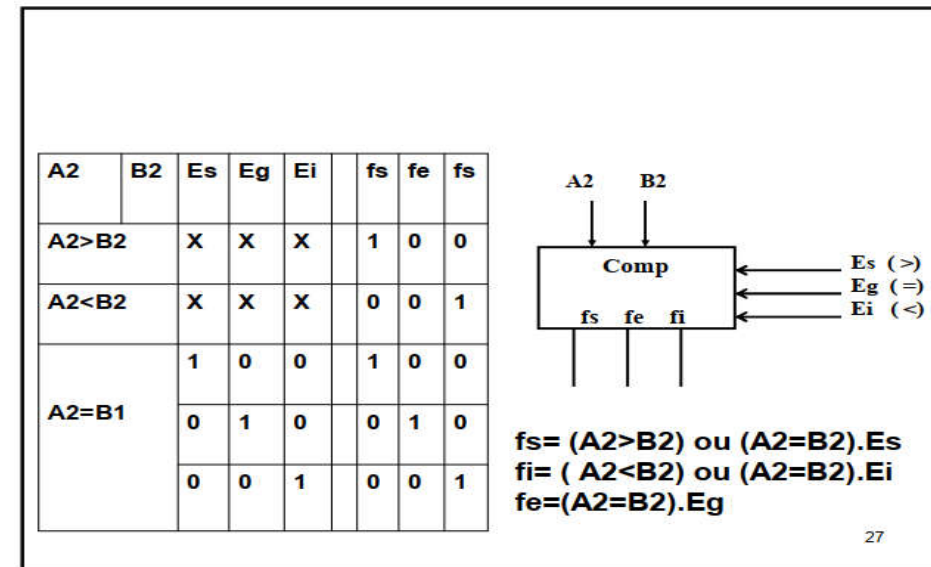 A2 B2 Es Eg Ei fs fe fs
A2>B2 X X X 1 0 0
A2<B2 X X X 0 0 1
A2=B1
1 0 0 1 0 0
0 1 0 0 1 0
0 0 1 0 0 1
A2 B2
Comp
fs fe fi
Es (>)
Eg (=)
Ei (<)
fs= (A2>B2) ou (A2=B2).Es
fi= ( A2<B2) ou (A2=B2).Ei
fe=(A2=B2).Eg
27